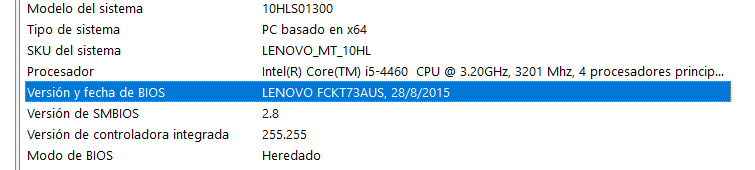 Modelo del sistema 10HLS01300
Tipo de sistema PC basado en x64
SKU del sistema LENOVO_MT_10HL
Procesador Intel(R) Core(TM) i5-4460 CPU @ 3.20GHz, 3201 Mhz, 4 procesadores princip...
Versión y fecha de BIOS LENOVO FCKT73AUS, 28/8/2015
Versión de SMBIOS 2.8
Versión de controladora integrada 255.255
Modo de BIOS Heredado